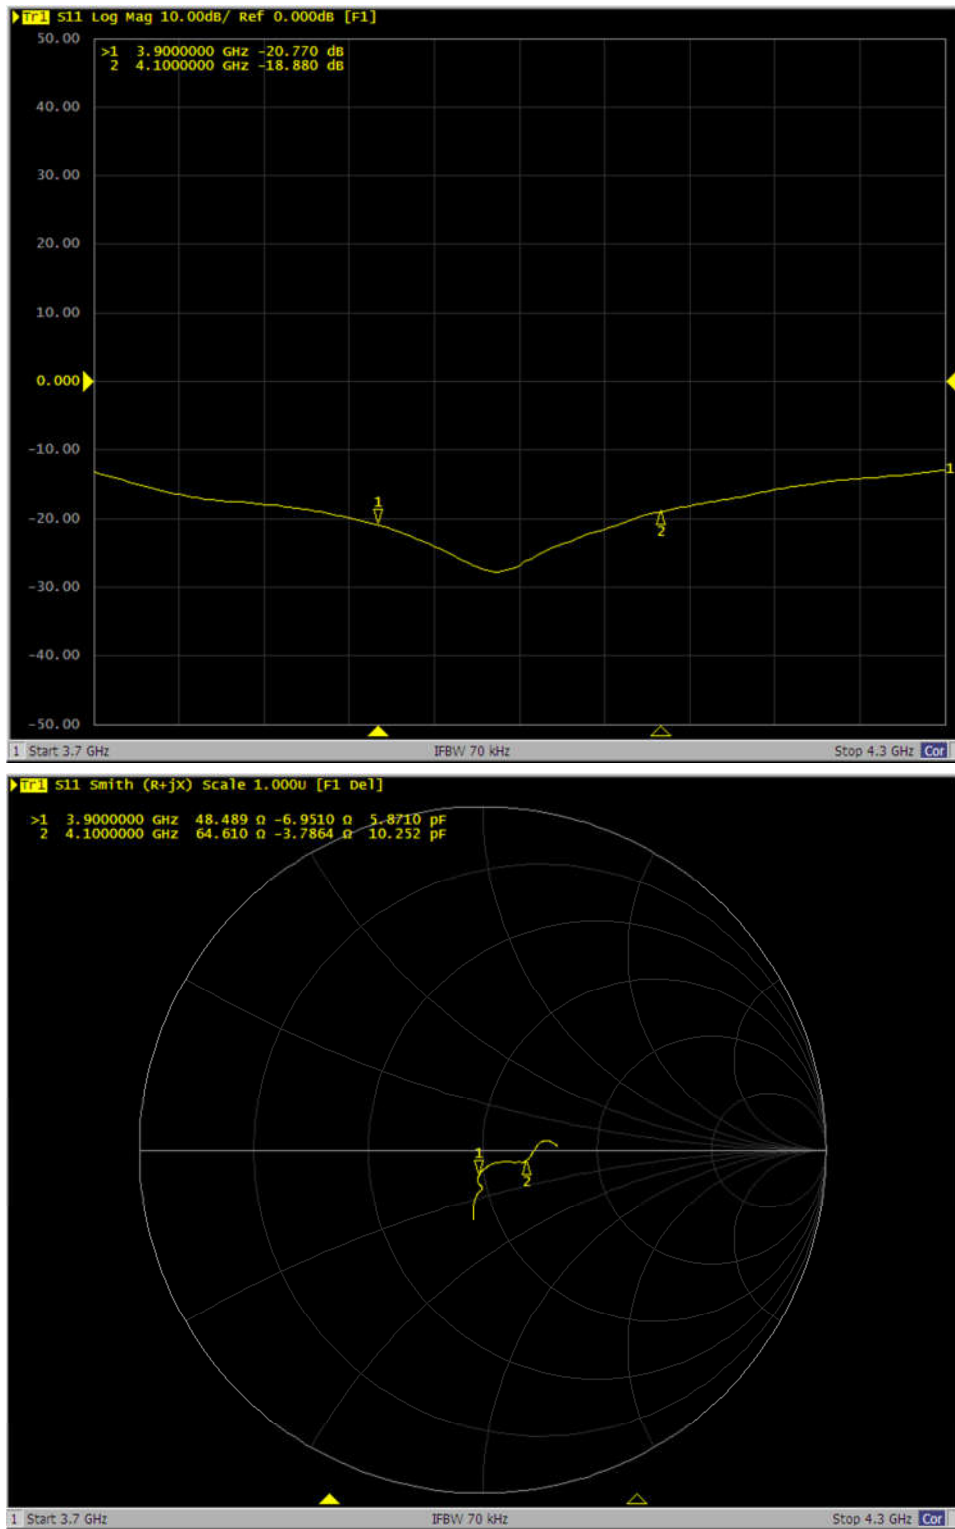 Tr1 S11 Log Mag 10.00dB/ Ref 0.000dB [F1]
50.00
>1 3.9000000 GHz -20.770 dB
2 4.1000000 GHz -18.880 dB
40.00
30.00
20.00
10.00
0.000
-10.00
1
1
-20.00
2
-30.00
-40.00
-50.00
1 Start 3.7 GHz IFBW 70 kHz Stop 4.3 GHz Cor
Tr1 S11 Smith (R+jX) Scale 1.000U [F1 Del]
>1 3.9000000 GHz 48.489 Ω -6.9510 Ω 5.8710 pF
2 4.1000000 GHz 64.610 Ω -3.7864 Ω 10.252 pF
1
2
1 Start 3.7 GHz IFBW 70 kHz Stop 4.3 GHz Cor